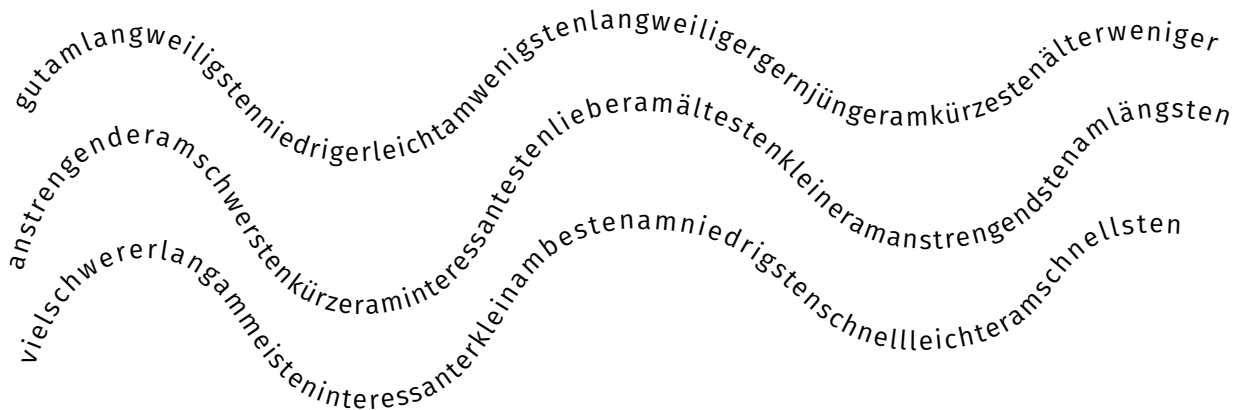 gutamlangweiligstenniedrigerleichtamwenigstenlangweiligergernjüngeramkürzestenälterweniger
anstrengenderamschwerstenkürzeraminteressantestenlieberamältestenkleineramanstrengendstenamlängsten
vielschwererlangammeisteninteressanterkleinambestenamniedrigstenschnellleichteramschnellsten